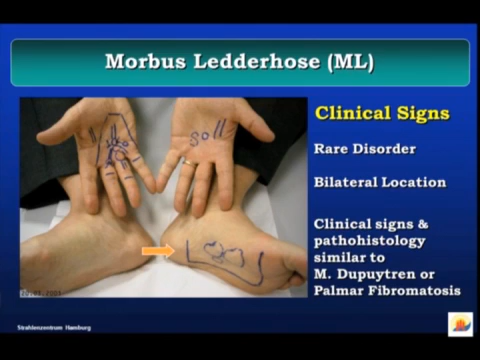 Morbus Ledderhose (ML)
Clinical Signs
Rare Disorder
Bilateral Location
Clinical signs &
pathohistology
similar to
M. Dupuytren or
Palmar Fibromatosis
soll
Strahlenzentrum Hamburg